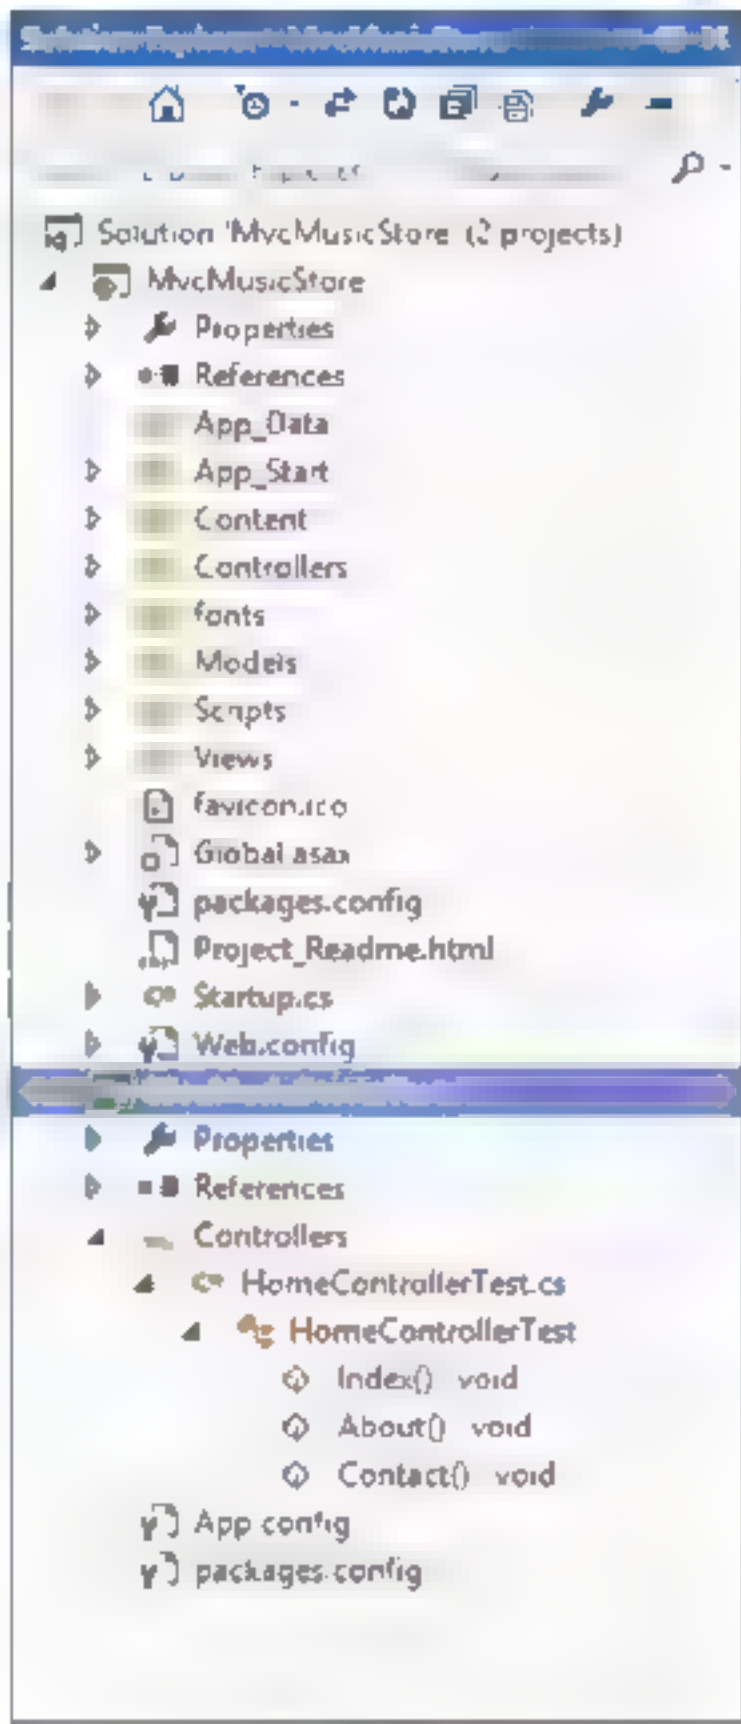 Solution 'MvcMusicStore' (2 projects)
MvcMusicStore
Properties
References
App_Data
App_Start
Content
Controllers
fonts
Models
Scripts
Views
favicon.ico
Global.asax
packages.config
Project_Readme.html
Startup.cs
Web.config
Properties
References
Controllers
HomeControllerTest.cs
HomeControllerTest
Index() void
About() void
Contact() void
App.config
packages.config